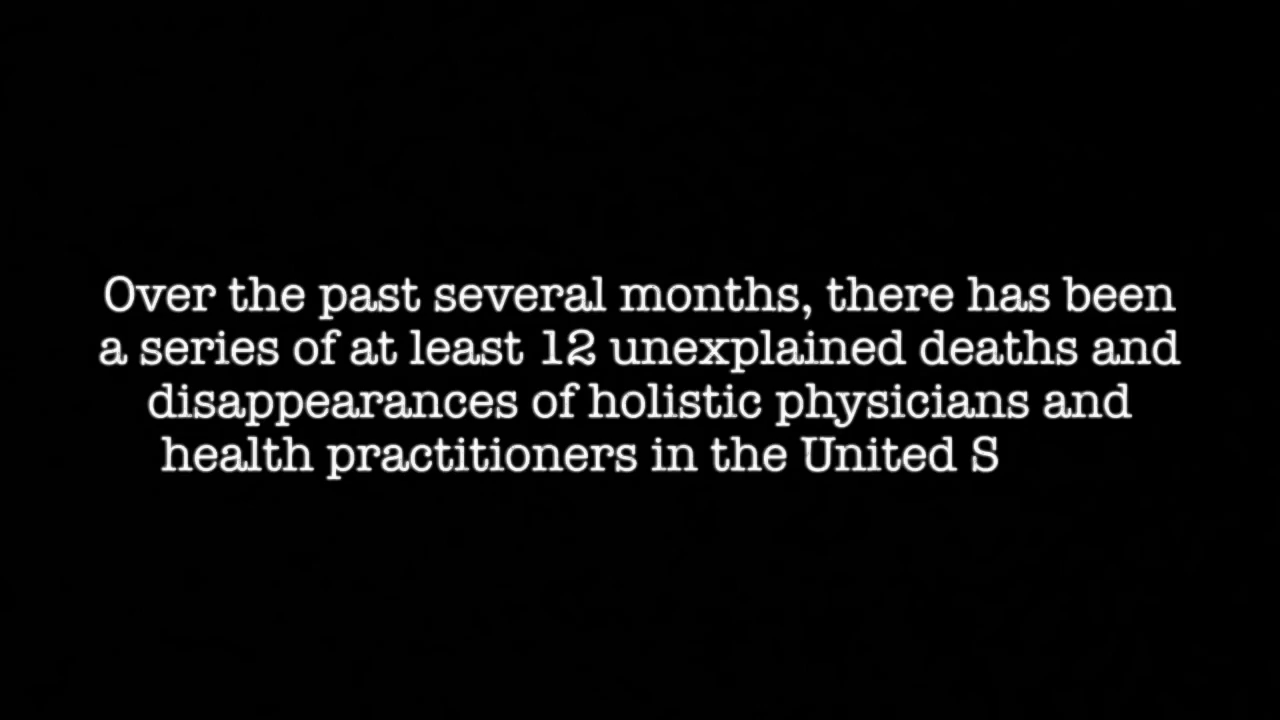 Over the past several months, there has been
a series of at least 12 unexplained deaths and
disappearances of holistic physicians and
health practitioners in the United S